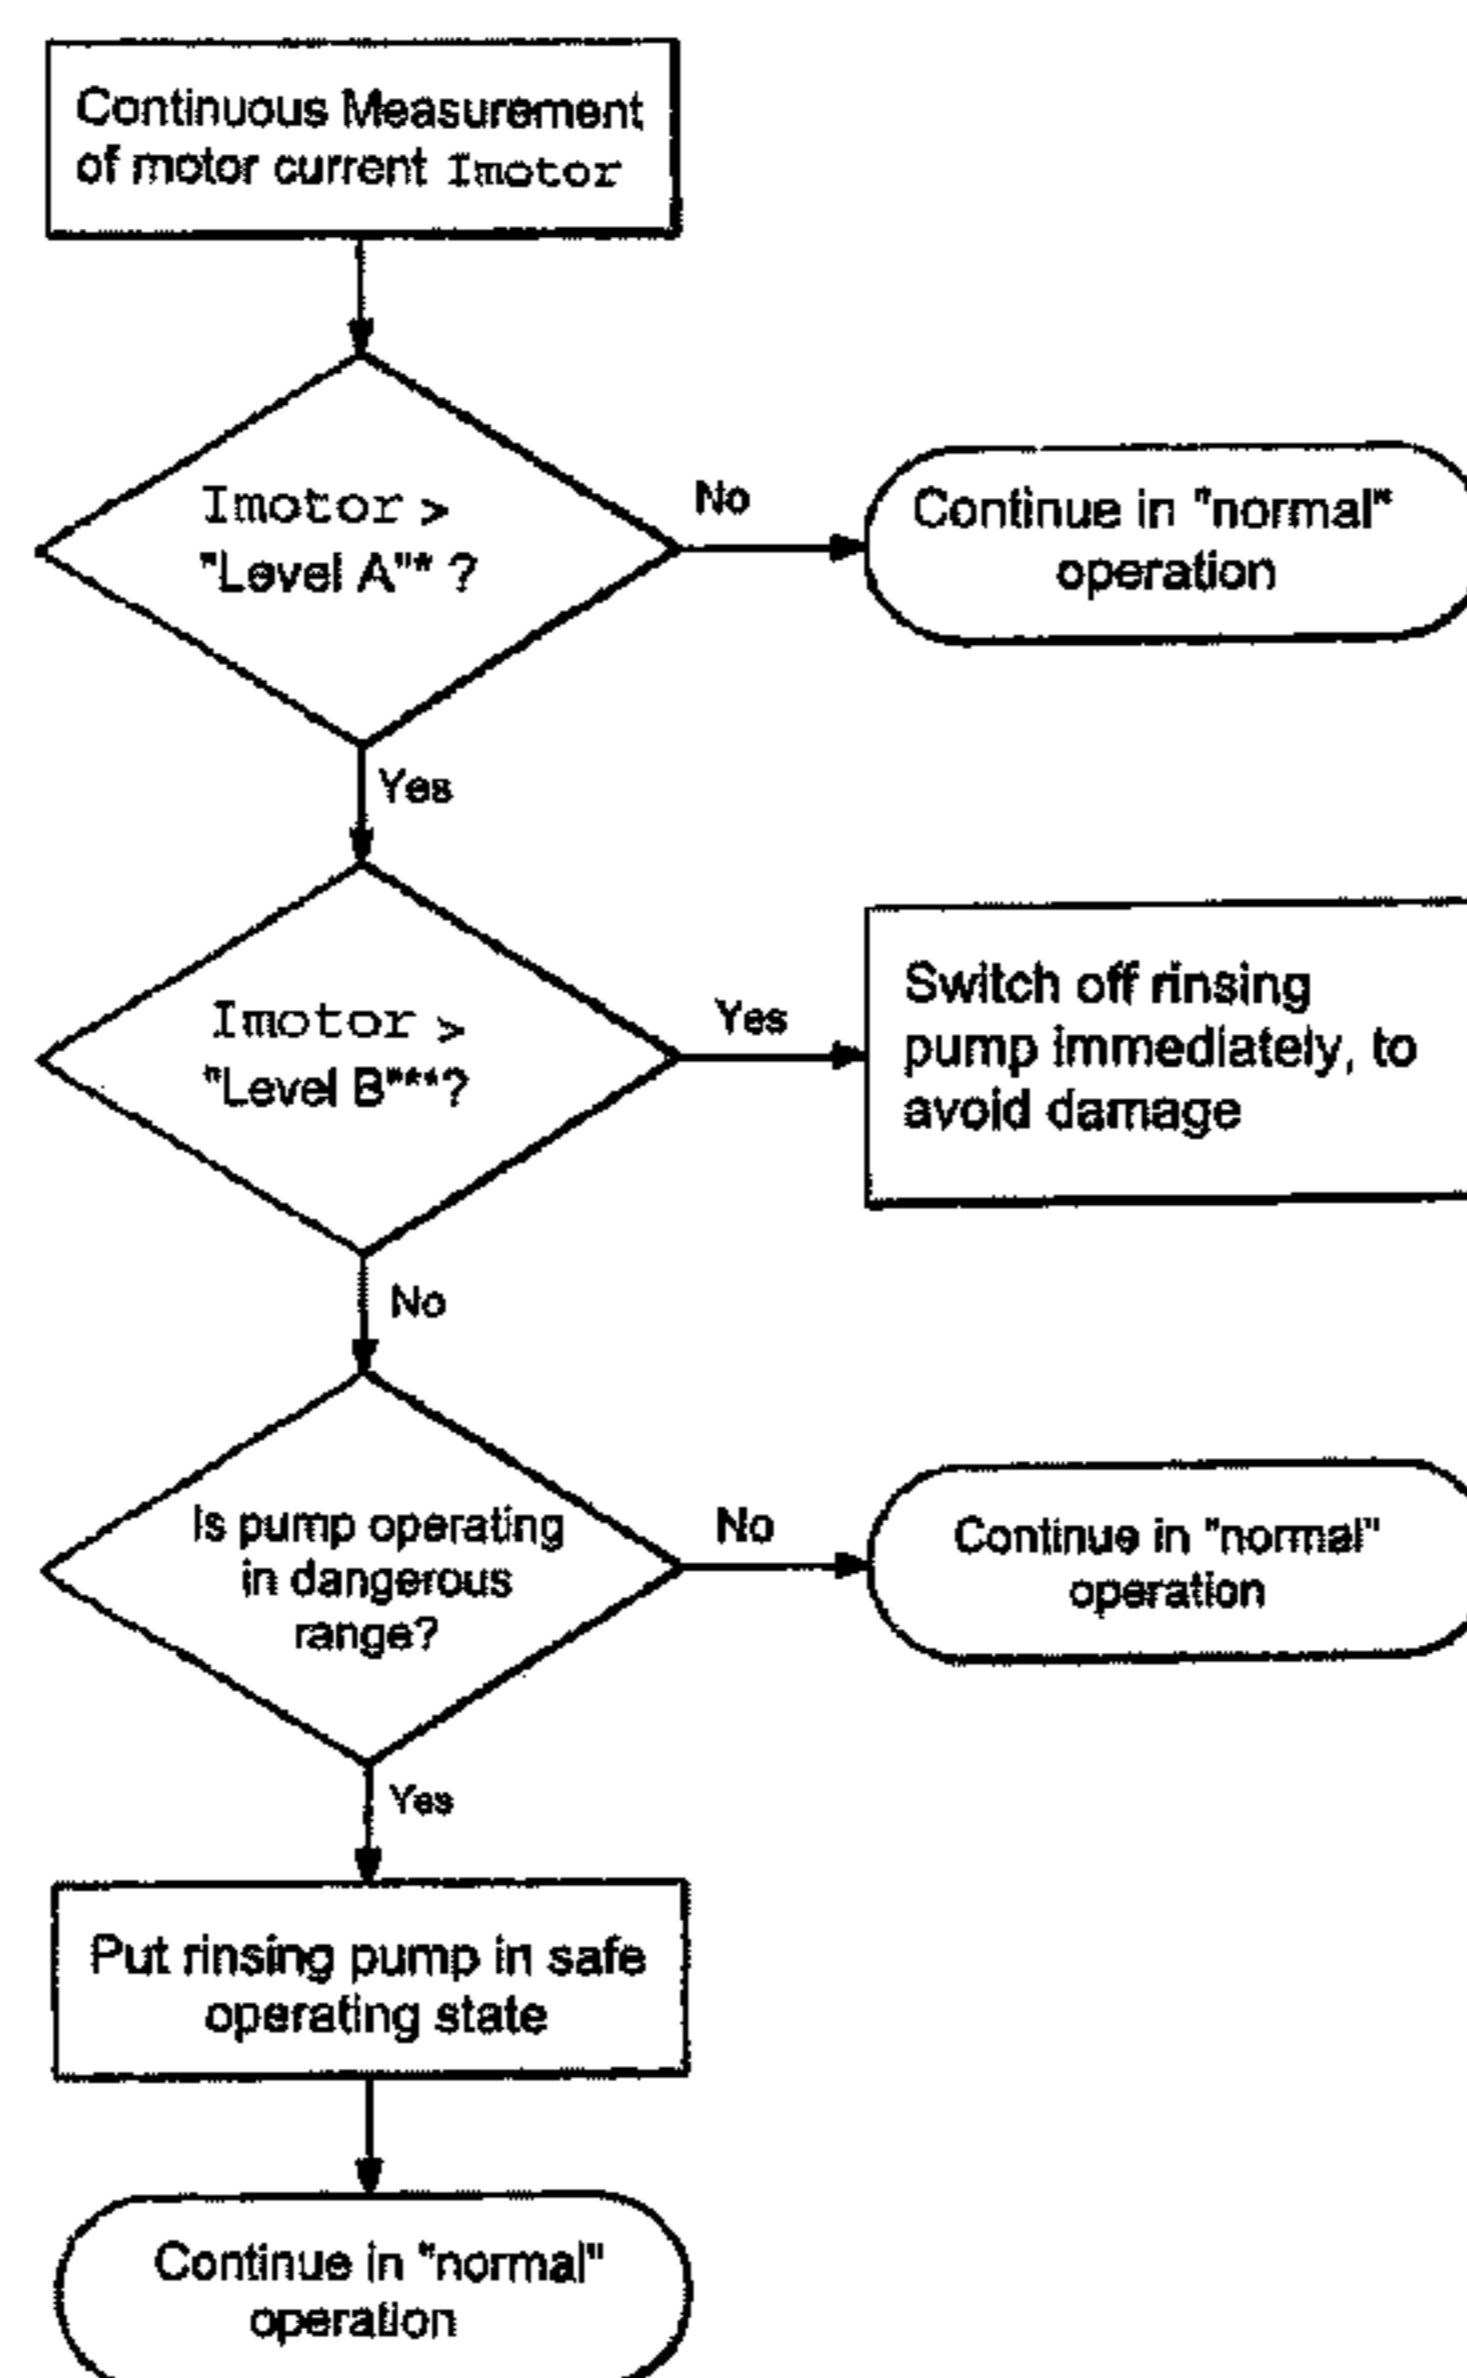 Continuous Measurement
of motor current Imotor
Imotor >
"Level A"* ?
No
Continue in "normal"
operation
Yes
Imotor >
"Level B"**?
Yes
Switch off rinsing
pump immediately, to
avoid damage
No
Is pump operating
in dangerous
range?
No
Continue in "normal"
operation
Yes
Put rinsing pump in safe
operating state
Continue in "normal"
operation